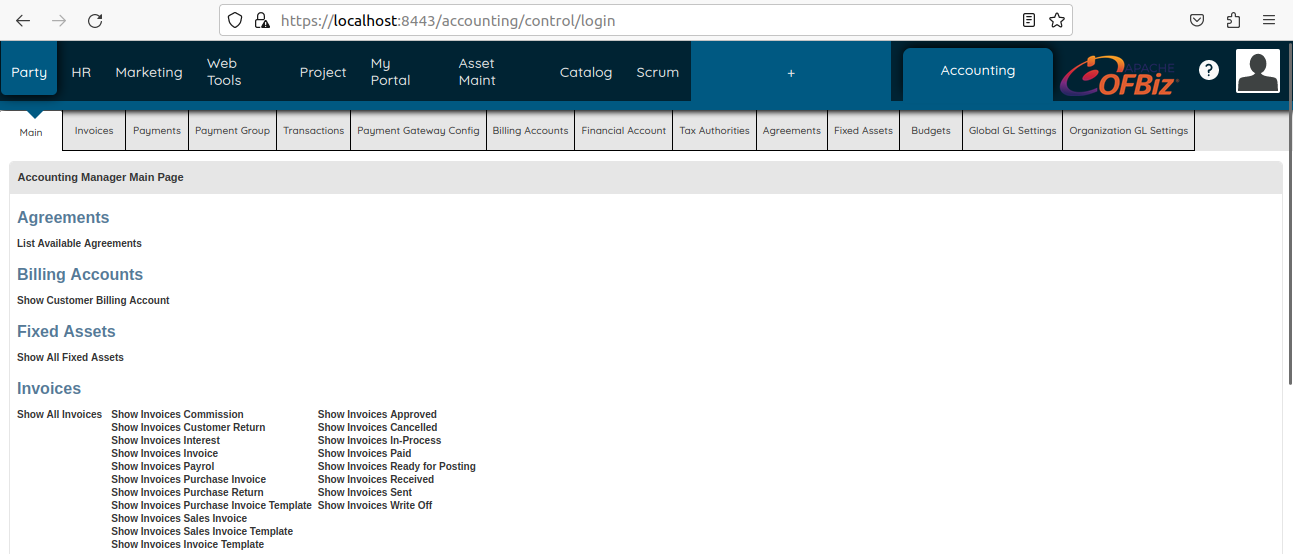 https://localhost:8443/accounting/control/login
Party
HR
Marketing
Web
Tools
Project
My
Portal
Asset
Maint
Catalog
Scrum
+
Accounting
APACHE
OFBiz
?
Main
Invoices
Payments
Payment Group
Transactions
Payment Gateway Config
Billing Accounts
Financial Account
Tax Authorities
Agreements
Fixed Assets
Budgets
Global GL Settings
Organization GL Settings
Accounting Manager Main Page
Agreements
List Available Agreements
Billing Accounts
Show Customer Billing Account
Fixed Assets
Show All Fixed Assets
Invoices
Show All Invoices
Show Invoices Commission
Show Invoices Customer Return
Show Invoices Interest
Show Invoices Invoice
Show Invoices Payrol
Show Invoices Purchase Invoice
Show Invoices Purchase Return
Show Invoices Purchase Invoice Template
Show Invoices Sales Invoice
Show Invoices Sales Invoice Template
Show Invoices Invoice Template
Show Invoices Approved
Show Invoices Cancelled
Show Invoices In-Process
Show Invoices Paid
Show Invoices Ready for Posting
Show Invoices Received
Show Invoices Sent
Show Invoices Write Off